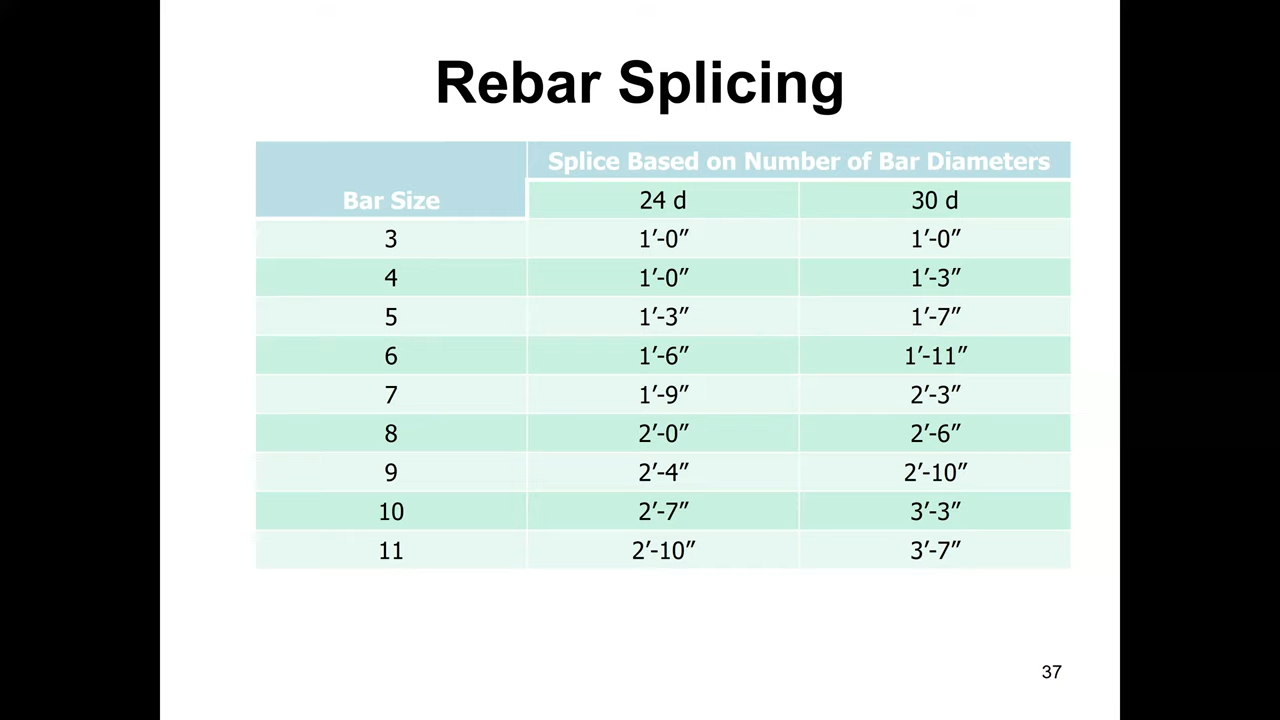 Rebar Splicing
Splice Based on Number of Bar Diameters
Bar Size 24 d 30 d
3 1’-0” 1’-0”
4 1’-0” 1’-3”
5 1’-3” 1’-7”
6 1’-6” 1’-11”
7 1’-9” 2’-3”
8 2’-0” 2’-6”
9 2’-4” 2’-10”
10 2’-7” 3’-3”
11 2’-10” 3’-7”
37